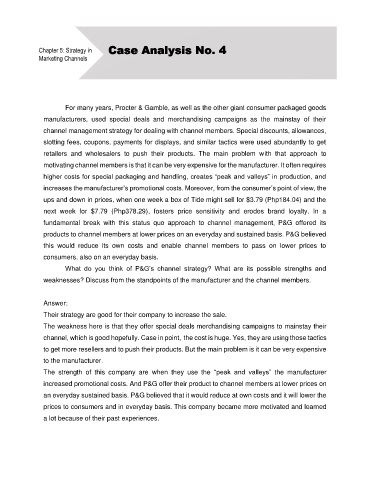 Chapter 5: Strategy in
Marketing Channels
Case Analysis No. 4
For many years, Procter & Gamble, as well as the other giant consumer packaged goods
manufacturers, used special deals and merchandising campaigns as the mainstay of their
channel management strategy for dealing with channel members. Special discounts, allowances,
slotting fees, coupons, payments for displays, and similar tactics were used abundantly to get
retailers and wholesalers to push their products. The main problem with that approach to
motivating channel members is that it can be very expensive for the manufacturer. It often requires
higher costs for special packaging and handling, creates "peak and valleys" in production, and
increases the manufacturer's promotional costs. Moreover, from the consumer's point of view, the
ups and down in prices, when one week a box of Tide might sell for $3.79 (Php184.04) and the
next week for $7.79 (Php378.29), fosters price sensitivity and erodes brand loyalty. In a
fundamental break with this status quo approach to channel management, P&G offered its
products to channel members at lower prices on an everyday and sustained basis. P&G believed
this would reduce its own costs and enable channel members to pass on lower prices to
consumers, also on an everyday basis.
What do you think of P&G's channel strategy? What are its possible strengths and
weaknesses? Discuss from the standpoints of the manufacturer and the channel members.
Answer:
Their strategy are good for their company to increase the sale.
The weakness here is that they offer special deals merchandising campaigns to mainstay their
channel, which is good hopefully. Case in point, the cost is huge. Yes, they are using those tactics
to get more resellers and to push their products. But the main problem is it can be very expensive
to the manufacturer.
The strength of this company are when they use the "peak and valleys" the manufacturer
increased promotional costs. And P&G offer their product to channel members at lower prices on
an everyday sustained basis. P&G believed that it would reduce at own costs and it will lower the
prices to consumers and in everyday basis. This company became more motivated and learned
a lot because of their past experiences.